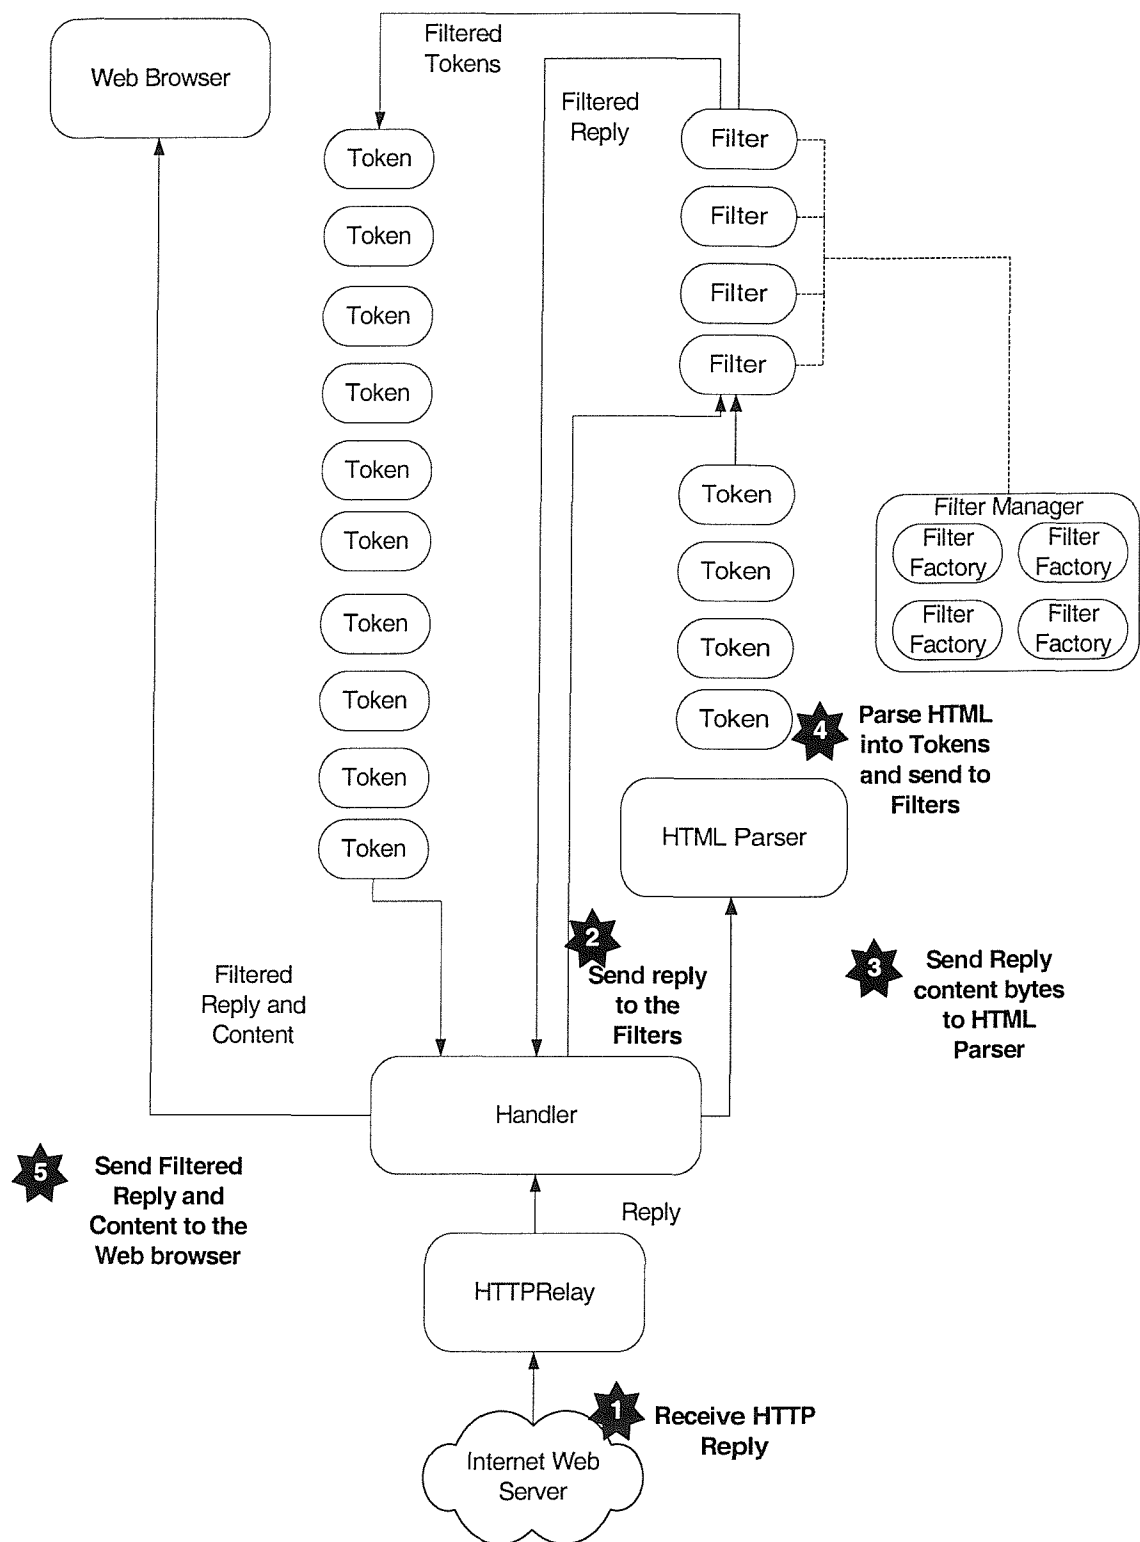 Web Browser
Filtered
Tokens
Filtered
Reply
Token
Token
Token
Token
Token
Token
Token
Token
Token
Token
Filter
Filter
Filter
Filter
Token
Token
Token
Token
Filter Manager
Filter
Factory
Filter
Factory
Filter
Factory
Filter
Factory
4
Parse HTML
into Tokens
and send to
Filters
HTML Parser
2
Send reply
to the
Filters
3
Send Reply
content bytes
to HTML
Parser
Filtered
Reply and
Content
Handler
5
Send Filtered
Reply and
Content to the
Web browser
Reply
HTTPRelay
1
Receive HTTP
Reply
Internet Web
Server